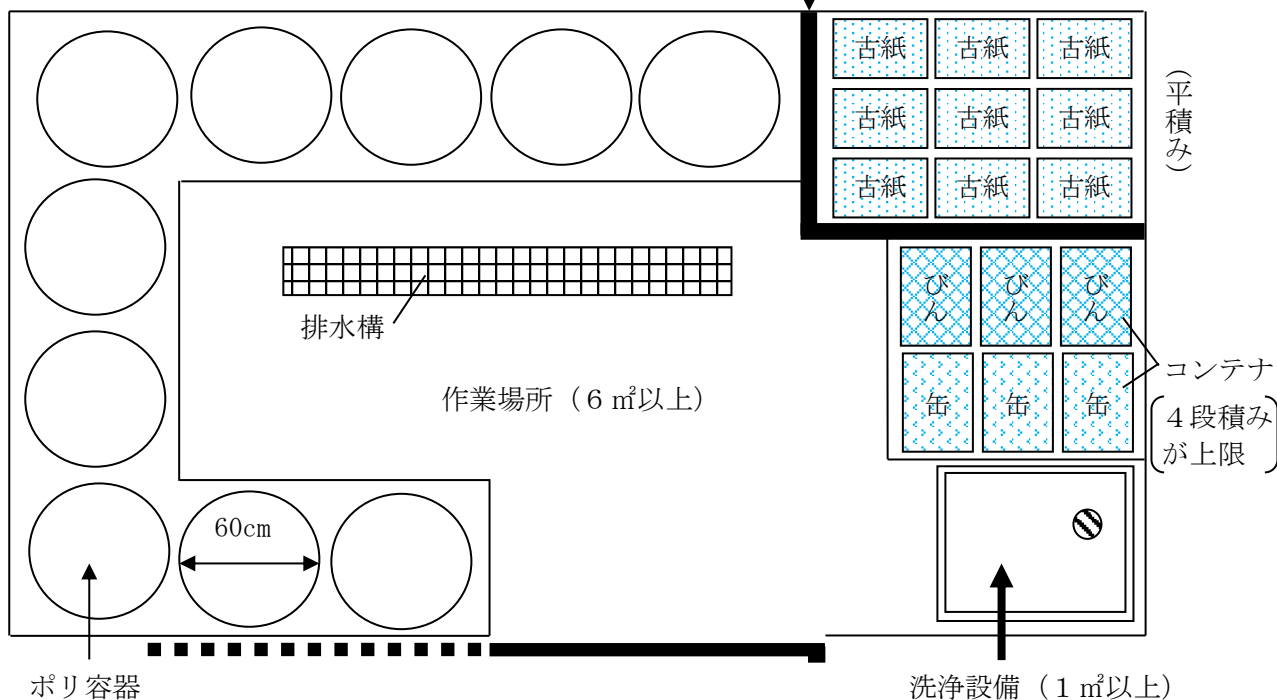 古紙 古紙 古紙
古紙 古紙 古紙
古紙 古紙 古紙
(平積み)
びん びん びん
排水構
コンテナ
作業場所（6㎡以上）
缶 缶 缶
４段積み
が上限
60cm
ポリ容器
洗浄設備（1㎡以上）